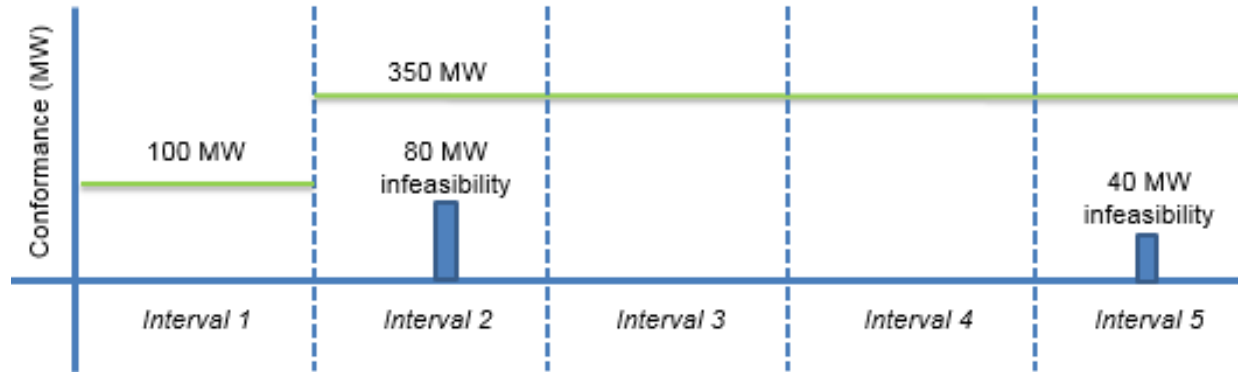 Conformance (MW)
350 MW
100 MW
80 MW
infeasibility
40 MW
infeasibility
Interval 1
Interval 2
Interval 3
Interval 4
Interval 5